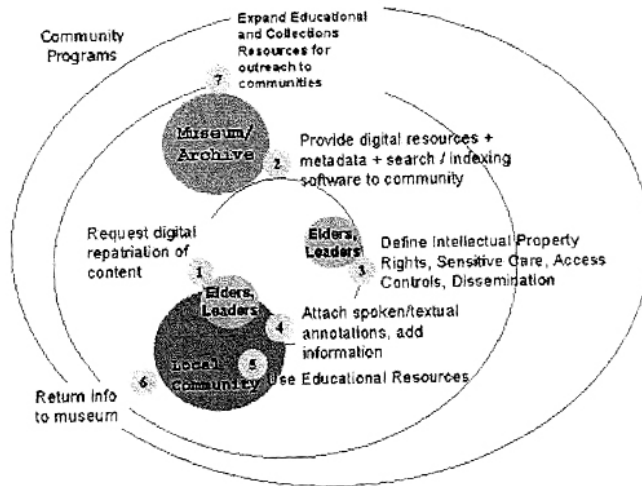 Community
Programs
Expand Educational
and Collections
Resources for
outreach to
communities
7
Museum/
Archive
2
Provide digital resources +
metadata + search / indexing
software to community
Request digital
repatriation of
content
1
Elders,
Leaders
3
Define Intellectual Property
Rights, Sensitive Care, Access
Controls, Dissemination
Elders,
Leaders
4
Attach spoken/textual
annotations, add
information
Local
Community
5
Use Educational Resources
6
Return info
to museum